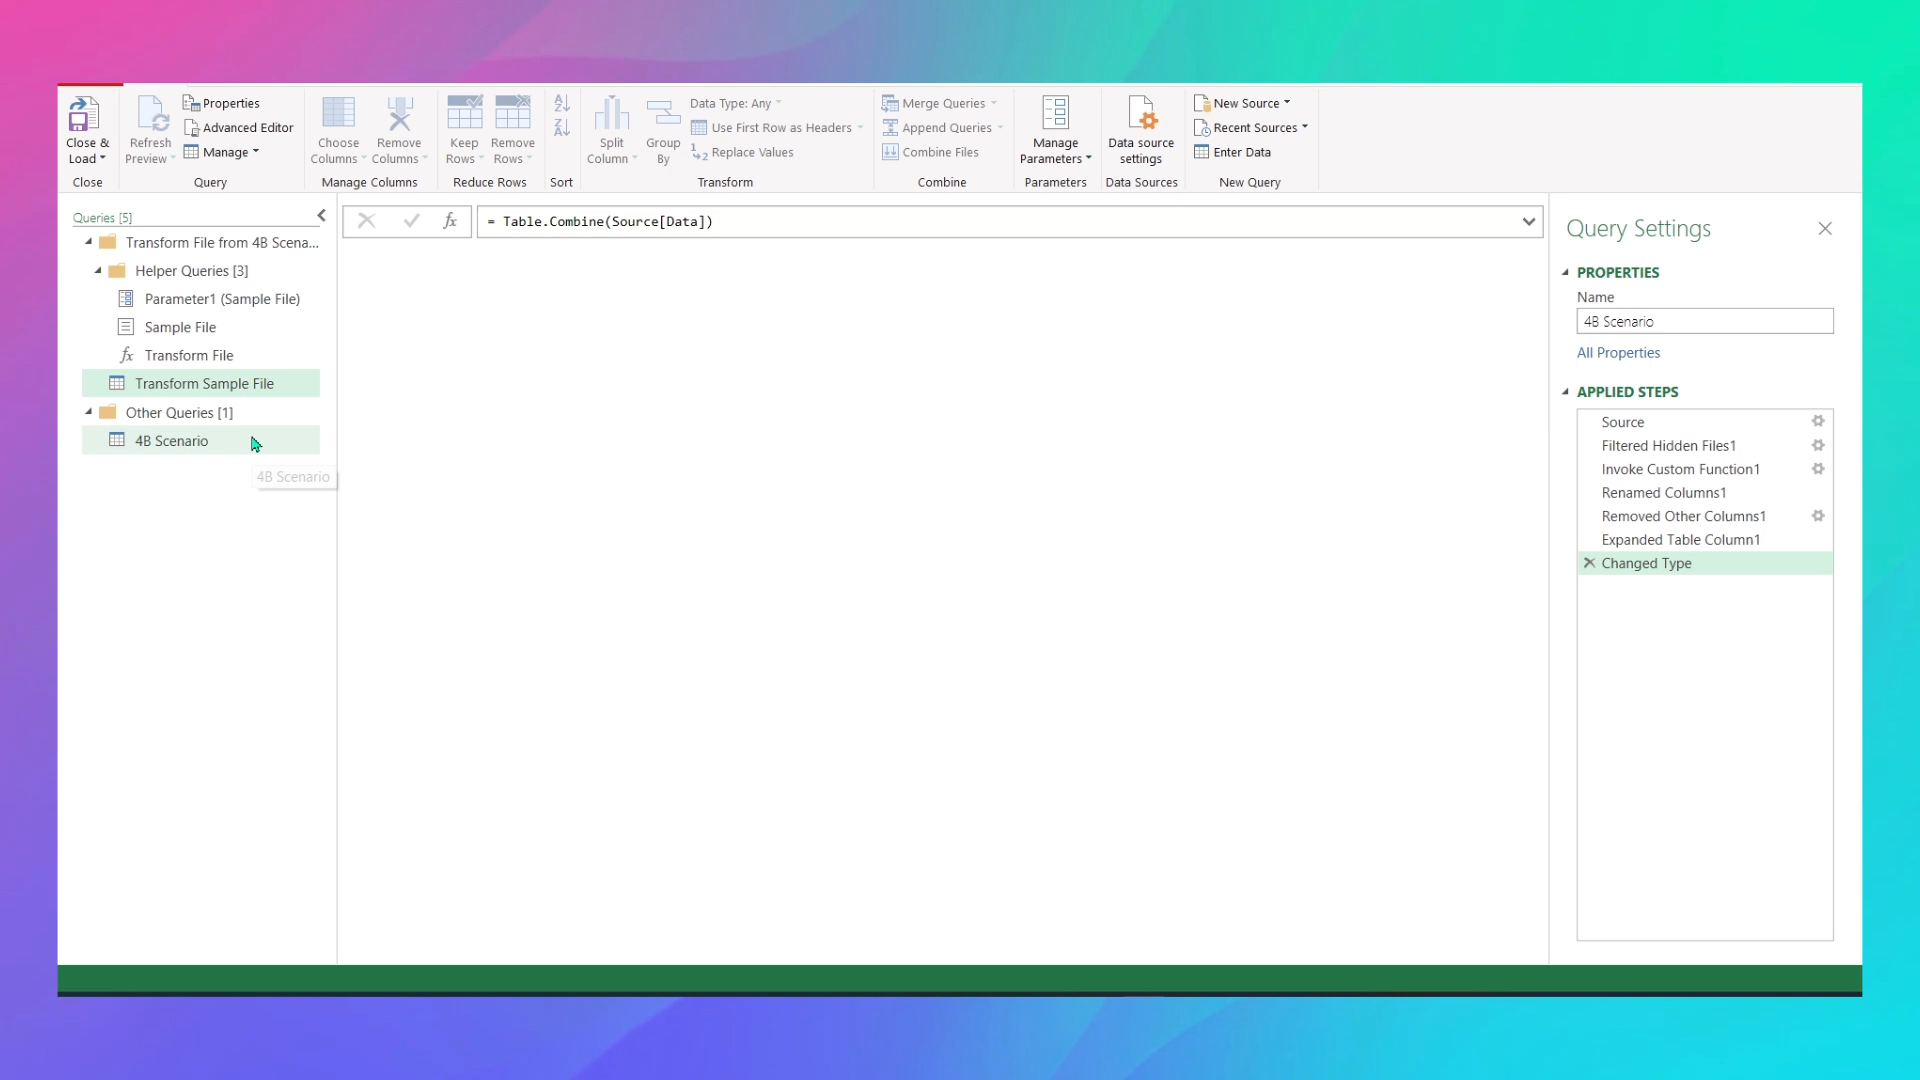 Close &
Load
Close
Refresh
Preview
Properties
Advanced Editor
Manage
Query
Choose
Columns
Remove
Columns
Manage Columns
Keep
Rows
Remove
Rows
Reduce Rows
A
Z
Z
A
Sort
Split
Column
Group
By
Data Type: Any
Use First Row as Headers
1
2
Replace Values
Transform
Merge Queries
Append Queries
Combine Files
Combine
Manage
Parameters
Parameters
Data source
settings
Data Sources
New Source
Recent Sources
Enter Data
New Query
Queries [5]
Transform File from 4B Scena...
Helper Queries [3]
Parameter1 (Sample File)
Sample File
fx Transform File
Transform Sample File
Other Queries [1]
4B Scenario
4B Scenario
fx
= Table.Combine(Source[Data])
Query Settings
PROPERTIES
Name
4B Scenario
All Properties
APPLIED STEPS
Source
Filtered Hidden Files1
Invoke Custom Function1
Renamed Columns1
Removed Other Columns1
Expanded Table Column1
Changed Type